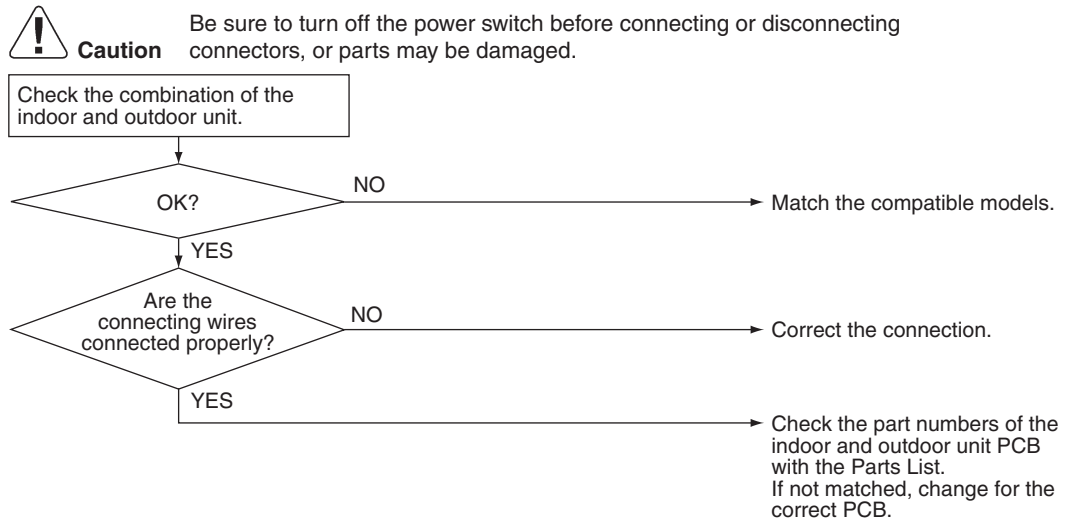 Be sure to turn off the power switch before connecting or disconnecting
Caution connectors, or parts may be damaged.
Check the combination of the
indoor and outdoor unit.
OK?
NO
Match the compatible models.
YES
Are the
connecting wires
connected properly?
NO
Correct the connection.
YES
Check the part numbers of the
indoor and outdoor unit PCB
with the Parts List.
If not matched, change for the
correct PCB.